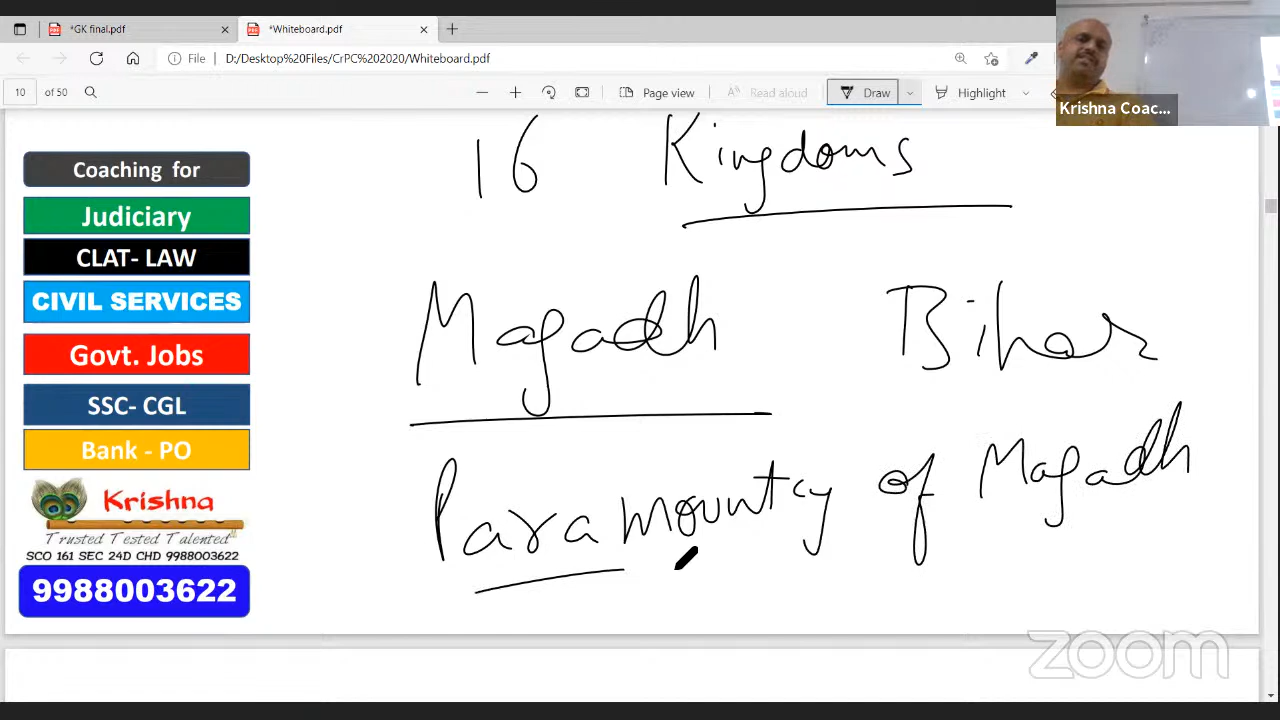 *GK final.pdf
*Whiteboard.pdf
File D:/Desktop%20Files/CrPC%202020/Whiteboard.pdf
10 of 50
Page view
Read aloud
Draw
Highlight
Krishna Coac...
Coaching for
Judiciary
CLAT- LAW
CIVIL SERVICES
Govt. Jobs
SSC- CGL
Bank - PO
Krishna
Trusted Tested Talented
SCO 161 SEC 24D CHD 9988003622
9988003622
16 Kingdoms
Magadh Bihar
Paramountcy of Magadh
zoom